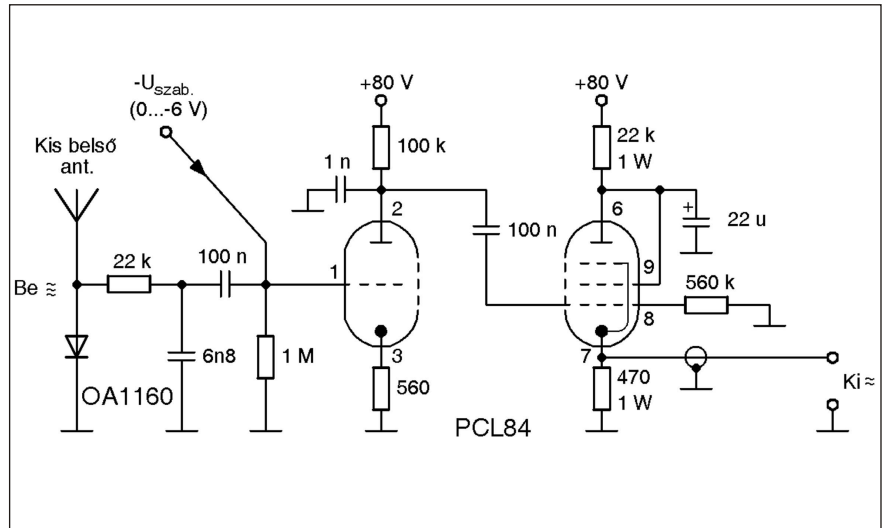 -Uszab.
(0...-6 V)
+80 V
+80 V
Kis belső
ant.
100 k
22 k
1 W
1 n
2
6
+
22 u
100 n
22 k
100 n
1
9
560 k
Be ≈
8
6n8
1 M
3
7
OA1160
560
470
1 W
Ki ≈
PCL84